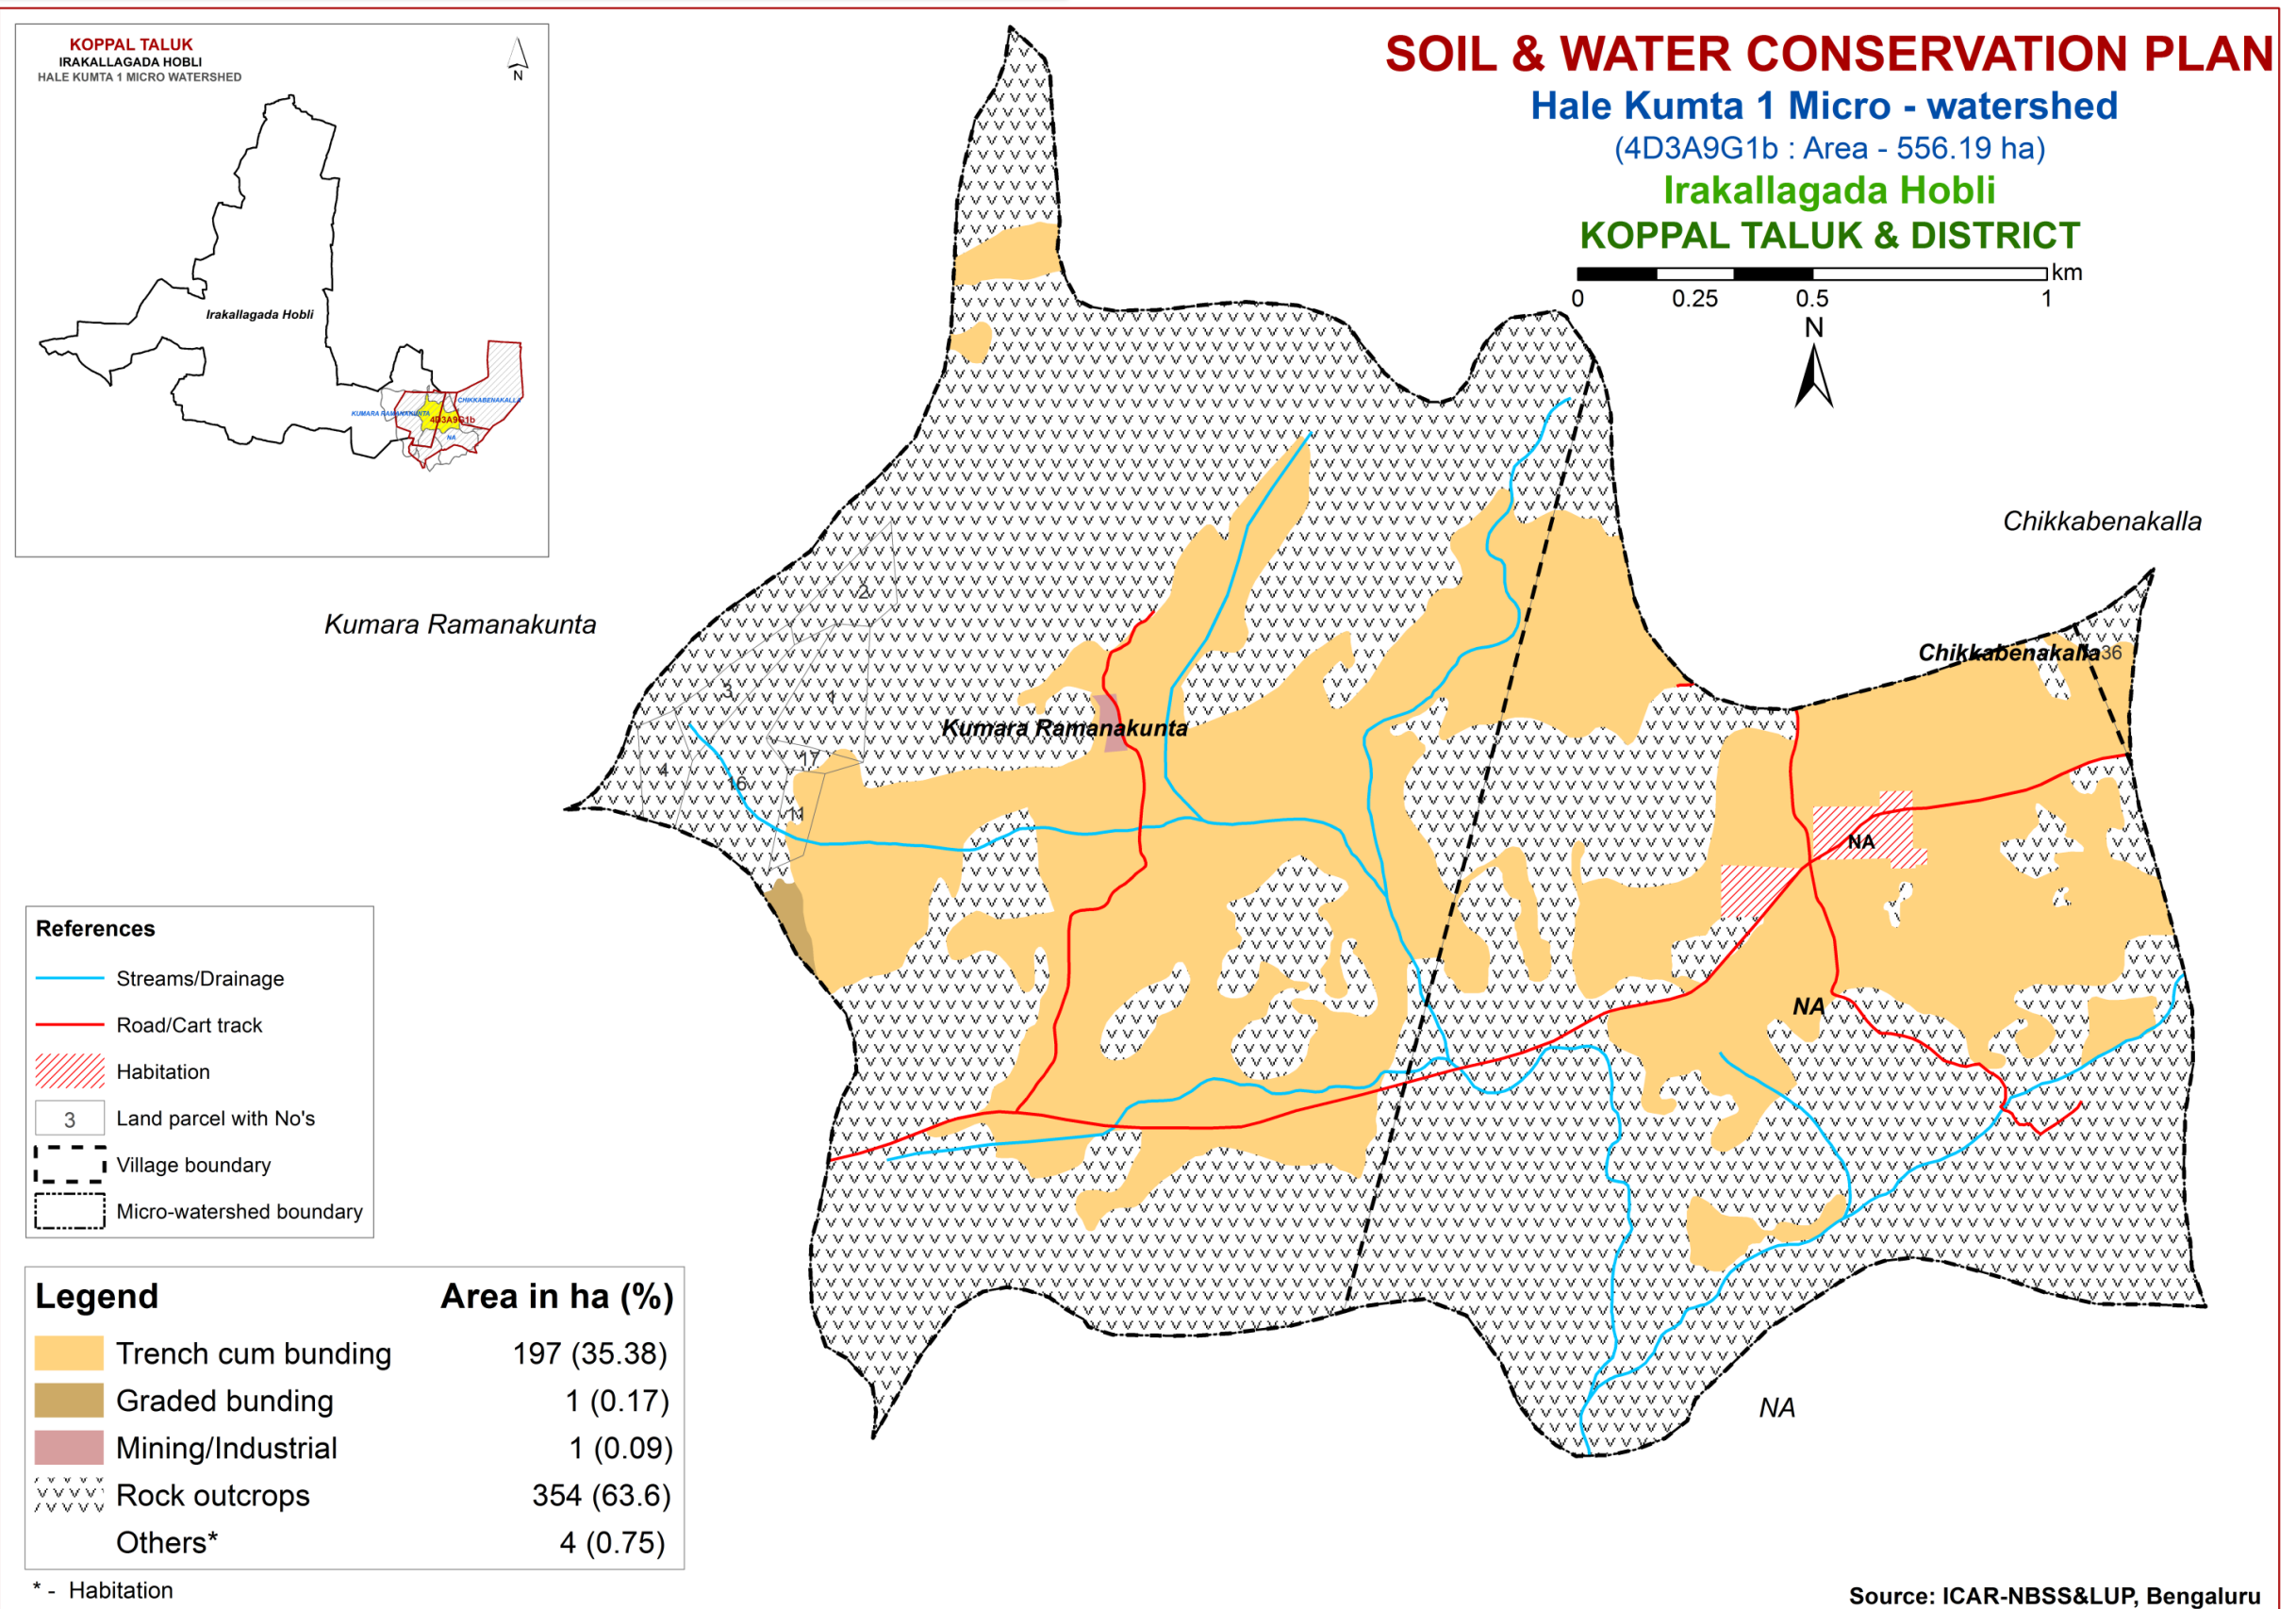 KOPPAL TALUK
IRAKALLAGADA HOBLI
HALE KUMTA 1 MICRO WATERSHED
N
Irakallagada Hobli
CHIKKABENAKALLA
KUMARA RAMANAKUNTA
4D3A9G1b
NA
SOIL & WATER CONSERVATION PLAN
Hale Kumta 1 Micro - watershed
(4D3A9G1b : Area - 556.19 ha)
Irakallagada Hobli
KOPPAL TALUK & DISTRICT
km
0 0.25 0.5 1
N
Chikkabenakalla
Kumara Ramanakunta
2
Chikkabenakalla
36
3
1
Kumara Ramanakunta
17
4
16
11
NA
NA
NA
References
Streams/Drainage
Road/Cart track
Habitation
3 Land parcel with No's
Village boundary
Micro-watershed boundary
Legend Area in ha (%)
Trench cum bunding 197 (35.38)
Graded bunding 1 (0.17)
Mining/Industrial 1 (0.09)
Rock outcrops 354 (63.6)
Others* 4 (0.75)
* - Habitation
Source: ICAR-NBSS&LUP, Bengaluru